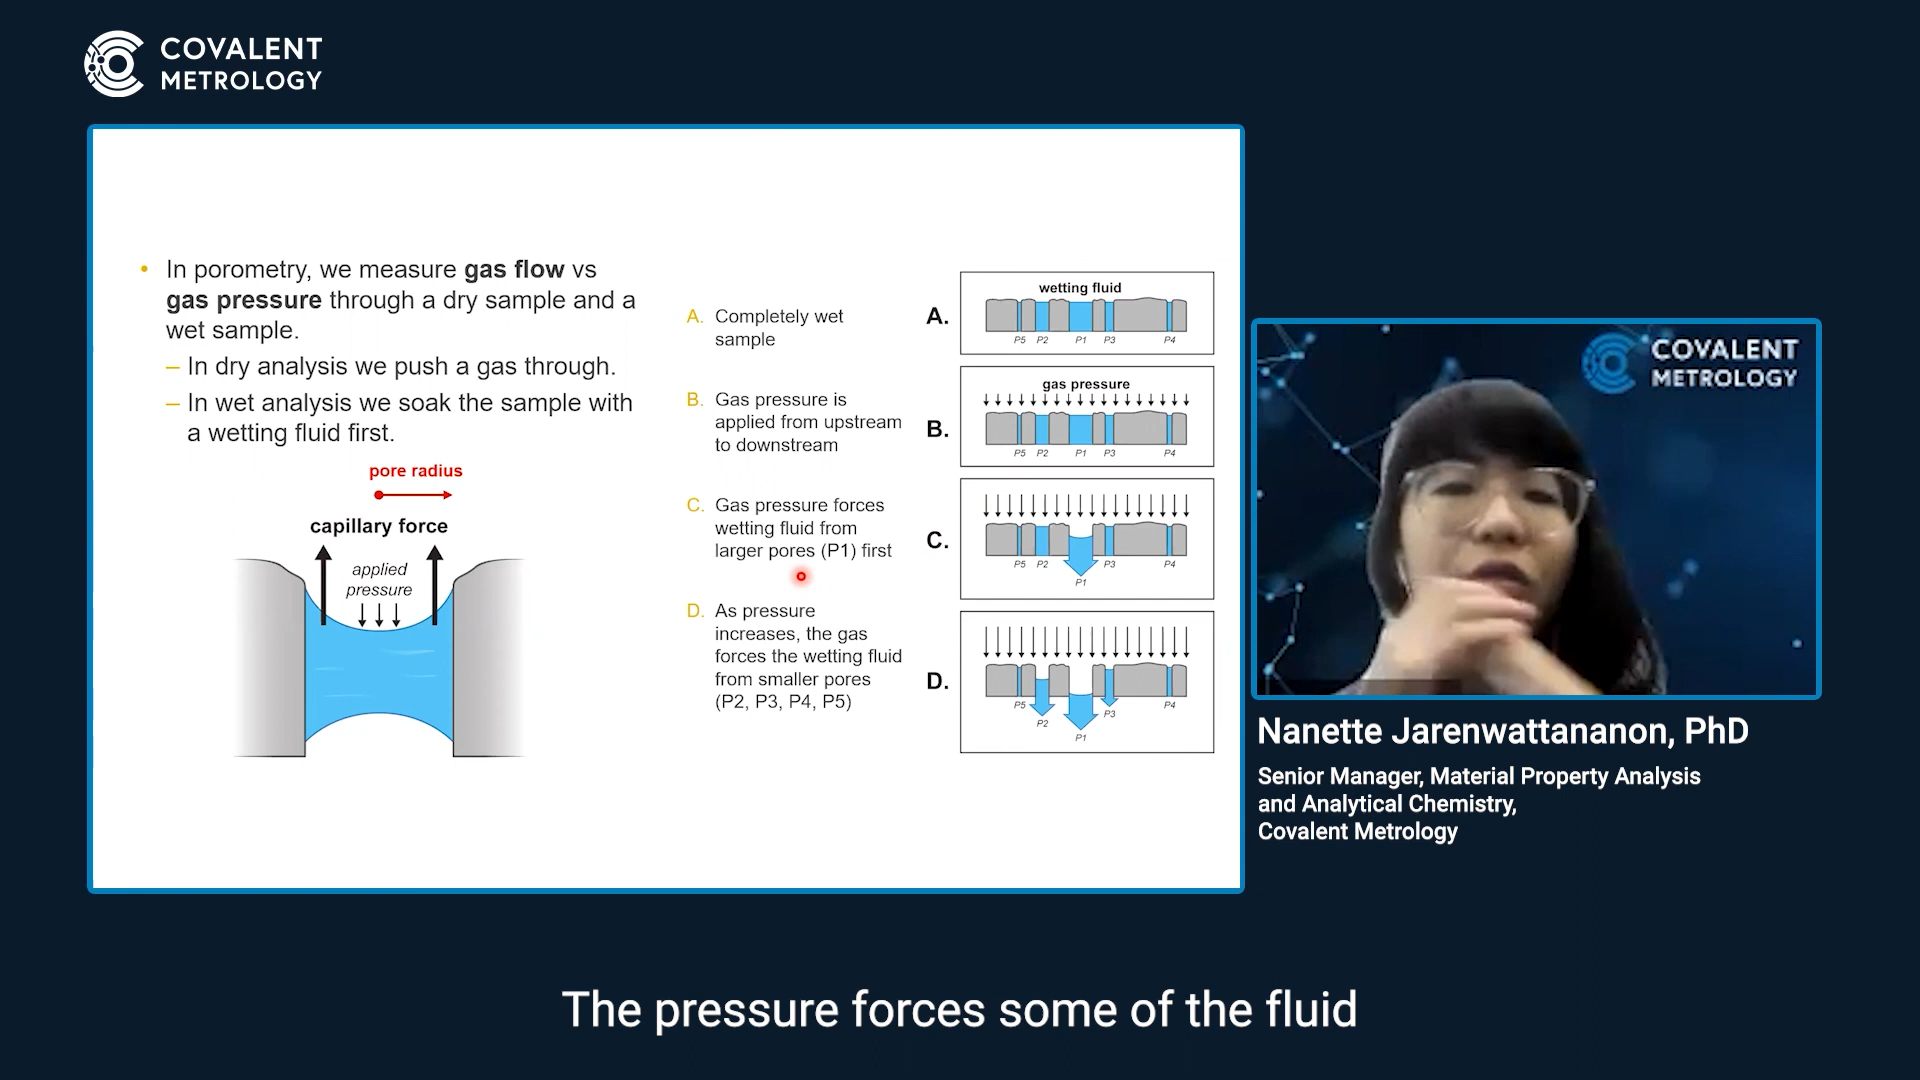 COVALENT
METROLOGY
• In porometry, we measure gas flow vs
gas pressure through a dry sample and a
wet sample.
– In dry analysis we push a gas through.
– In wet analysis we soak the sample with
a wetting fluid first.
pore radius
capillary force
applied
pressure
A. Completely wet
sample
B. Gas pressure is
applied from upstream
to downstream
C. Gas pressure forces
wetting fluid from
larger pores (P1) first
D. As pressure
increases, the gas
forces the wetting fluid
from smaller pores
(P2, P3, P4, P5)
A.
wetting fluid
P5 P2 P1 P3 P4
B.
gas pressure
P5 P2 P1 P3 P4
C.
P5 P2 P3 P4
P1
D.
P5 P4
P3
P2
P1
COVALENT
METROLOGY
Nanette Jarenwattananon, PhD
Senior Manager, Material Property Analysis
and Analytical Chemistry,
Covalent Metrology
The pressure forces some of the fluid